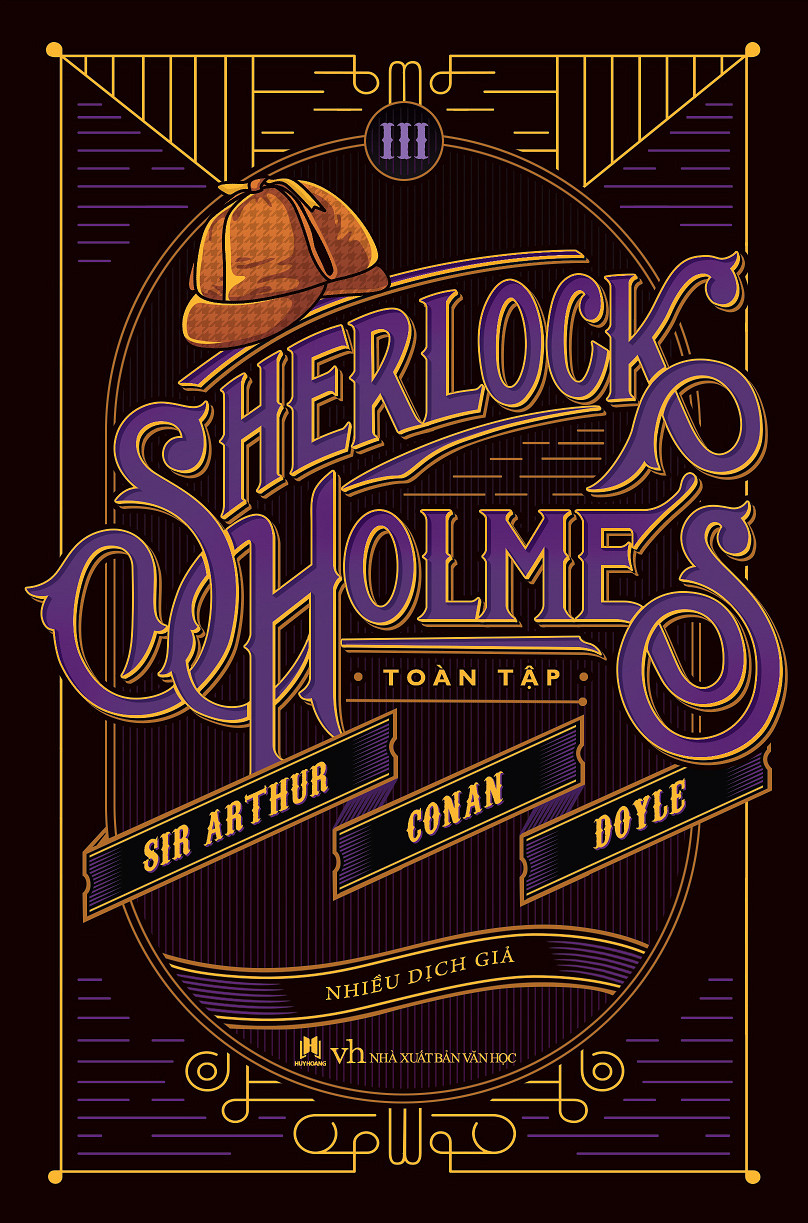 III
SHERLOCK
HOLMES
TOÀN TẬP
SIR ARTHUR
CONAN
DOYLE
NHIỀU DỊCH GIẢ
HUY HOANG
vh NHÀ XUẤT BẢN VĂN HỌC